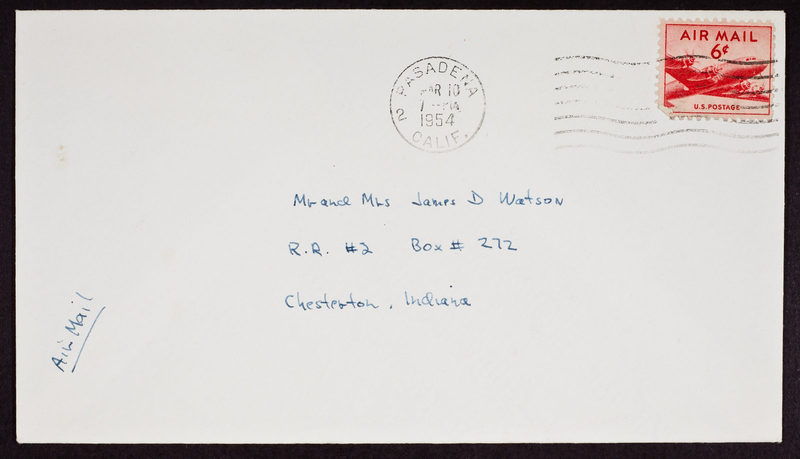 AIR MAIL
6¢
U.S. POSTAGE
PASADENA
2
10
1954
CALIF.
Mr and Mrs James D Watson
R.R. #2 Box # 272
Chesterton, Indiana
Air Mail